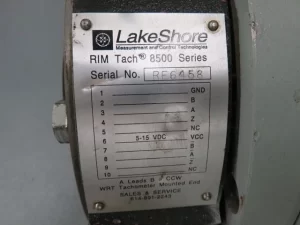 LakeShore
Measurement and Control Technologies
RIM Tach® 8500 Series
Serial No. RE6458
1 GND
2 B
3 A
4 Z
5 NC
6 5-15 VDC VCC
7 B
8 A
9 Z
10 NC
A Leads B CCW
WRT Tachometer Mounted End
SALES & SERVICE